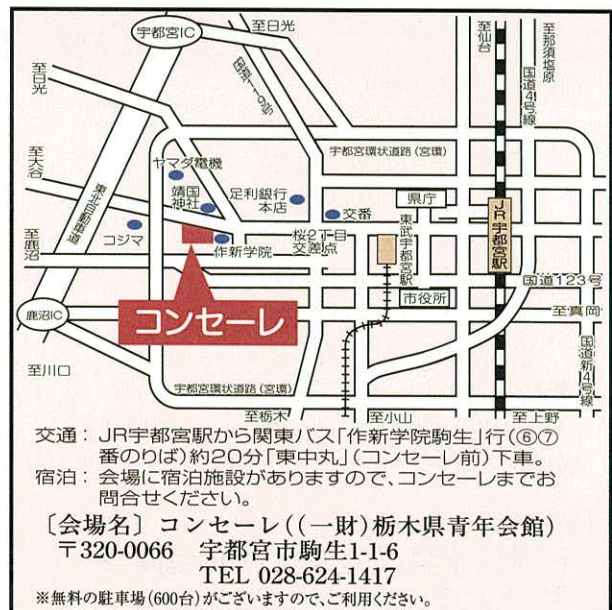 宇都宮IC
至日光
国道119号
至仙台
至那須塩原
国道4号線
至日光
宇都宮環状道路(宮環)
ヤマダ電機
至大谷
靖国
神社
足利銀行
本店
県庁
交番
JR宇都宮駅
東北自動車道
コジマ
作新学院
桜2丁目
交差点
東武宇都宮駅
至鹿沼
国道123号
市役所
コンセーレ
鹿沼IC
至真岡
国道新4号線
至川口
宇都宮環状道路(宮環)
至栃木
至小山
至上野
交通：JR宇都宮駅から関東バス「作新学院駒生」行(⑥⑦
番のりば)約20分「東中丸」(コンセーレ前)下車。
宿泊：会場に宿泊施設がありますので、コンセーレまでお
問合せください。
〔会場名〕コンセーレ((一財)栃木県青年会館)
〒320-0066 宇都宮市駒生1-1-6
TEL 028-624-1417
※無料の駐車場(600台)がございますので、ご利用ください。